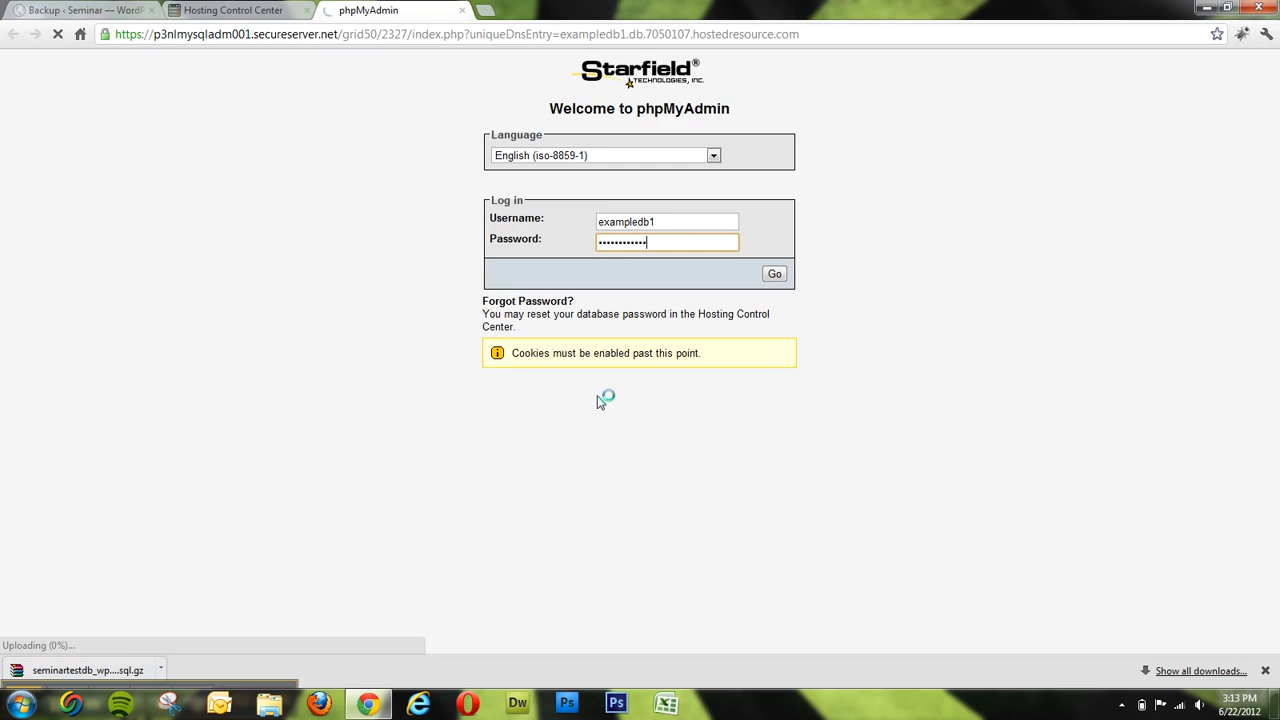 Backup ‹ Seminar — WordP
Hosting Control Center
phpMyAdmin
https://p3nlmysqladm001.secureserver.net/grid50/2327/index.php?uniqueDnsEntry=exampledb1.db.7050107.hostedresource.com
Starfield®
TECHNOLOGIES, INC.
Welcome to phpMyAdmin
Language
English (iso-8859-1)
Log in
Username:
exampledb1
Password:
••••••••••••
Go
Forgot Password?
You may reset your database password in the Hosting Control
Center.
Cookies must be enabled past this point.
Uploading (0%)...
seminartestdb_wp....sql.gz
Show all downloads...
Dw
Ps
Ps
3:13 PM
6/22/2012